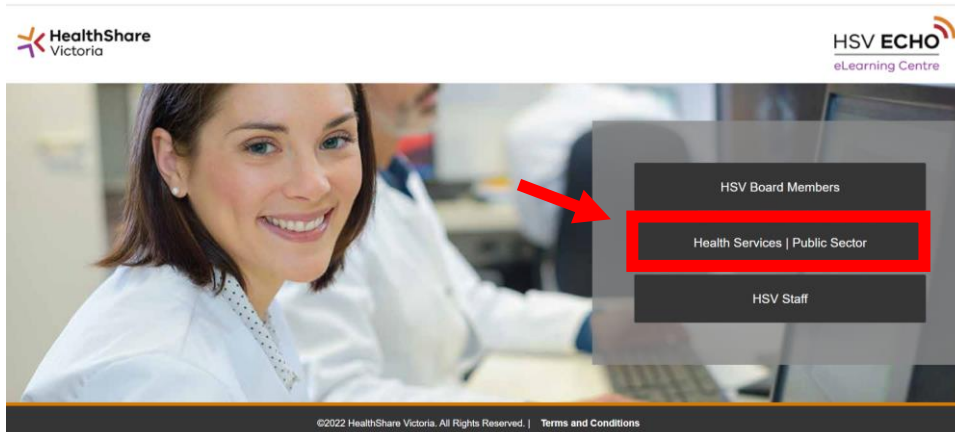 HealthShare
Victoria
HSV ECHO
eLearning Centre
HSV Board Members
Health Services | Public Sector
HSV Staff
©2022 HealthShare Victoria. All Rights Reserved. | Terms and Conditions